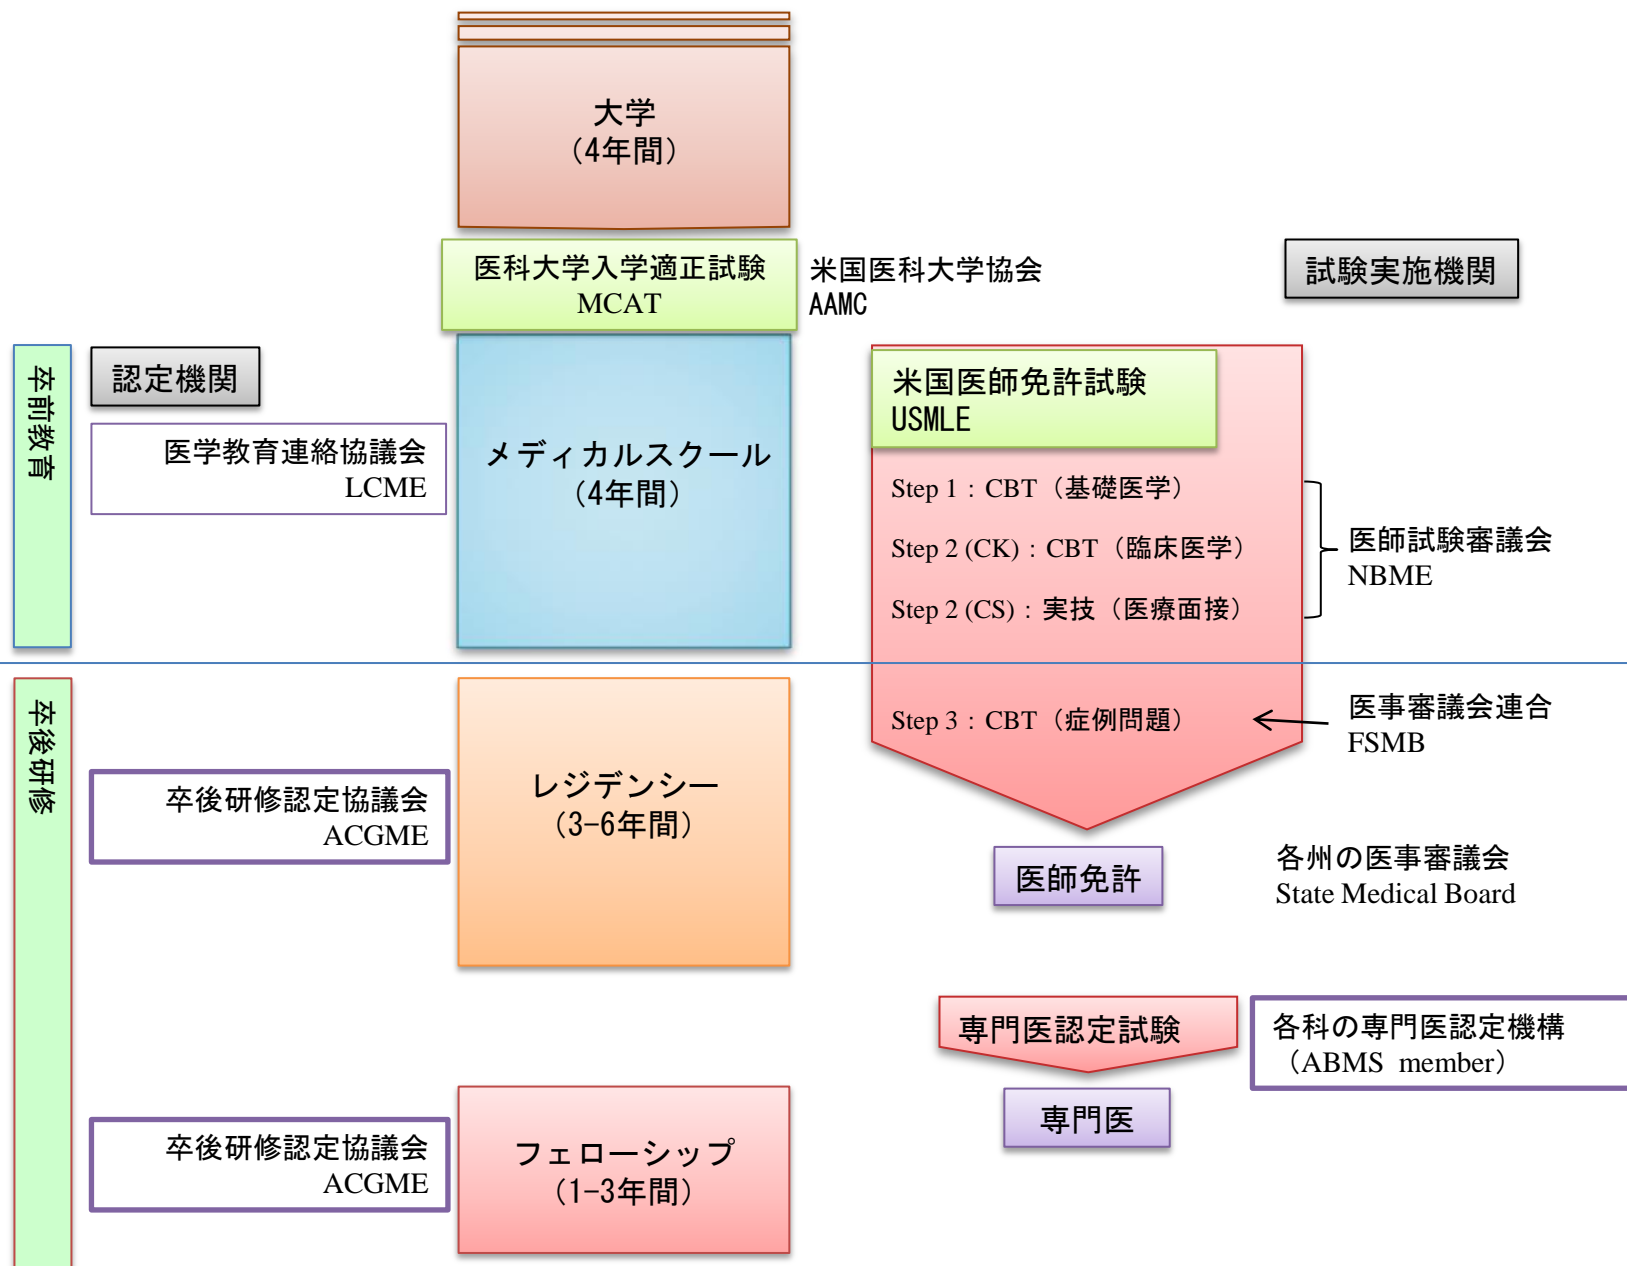 大学
（4年間）
医科大学入学適正試験
MCAT
米国医科大学協会
AAMC
試験実施機関
卒前教育
認定機関
医学教育連絡協議会
LCME
メディカルスクール
（4年間）
米国医師免許試験
USMLE
Step 1：CBT（基礎医学）
Step 2 (CK)：CBT（臨床医学）
Step 2 (CS)：実技（医療面接）
医師試験審議会
NBME
卒後研修
Step 3：CBT（症例問題）
医事審議会連合
FSMB
卒後研修認定協議会
ACGME
レジデンシー
（3-6年間）
医師免許
各州の医事審議会
State Medical Board
専門医認定試験
各科の専門医認定機構
（ABMS member）
専門医
卒後研修認定協議会
ACGME
フェローシップ
（1-3年間）